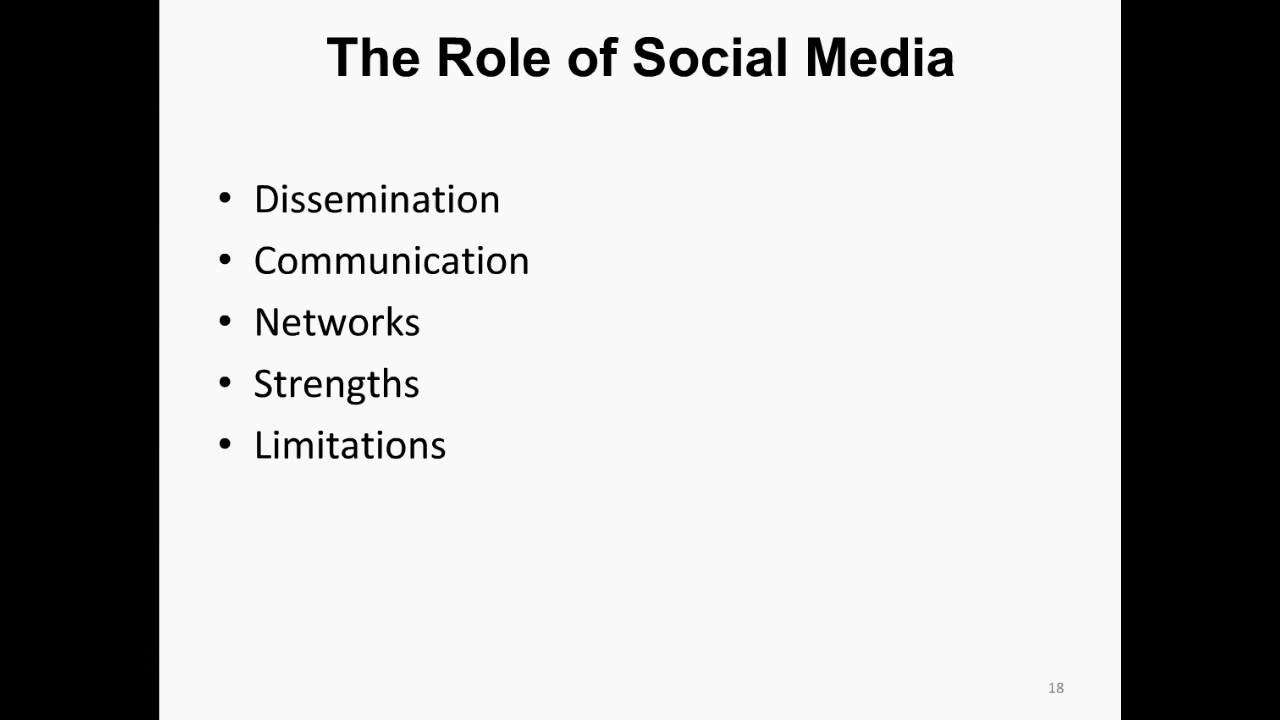 The Role of Social Media
• Dissemination
• Communication
• Networks
• Strengths
• Limitations
18